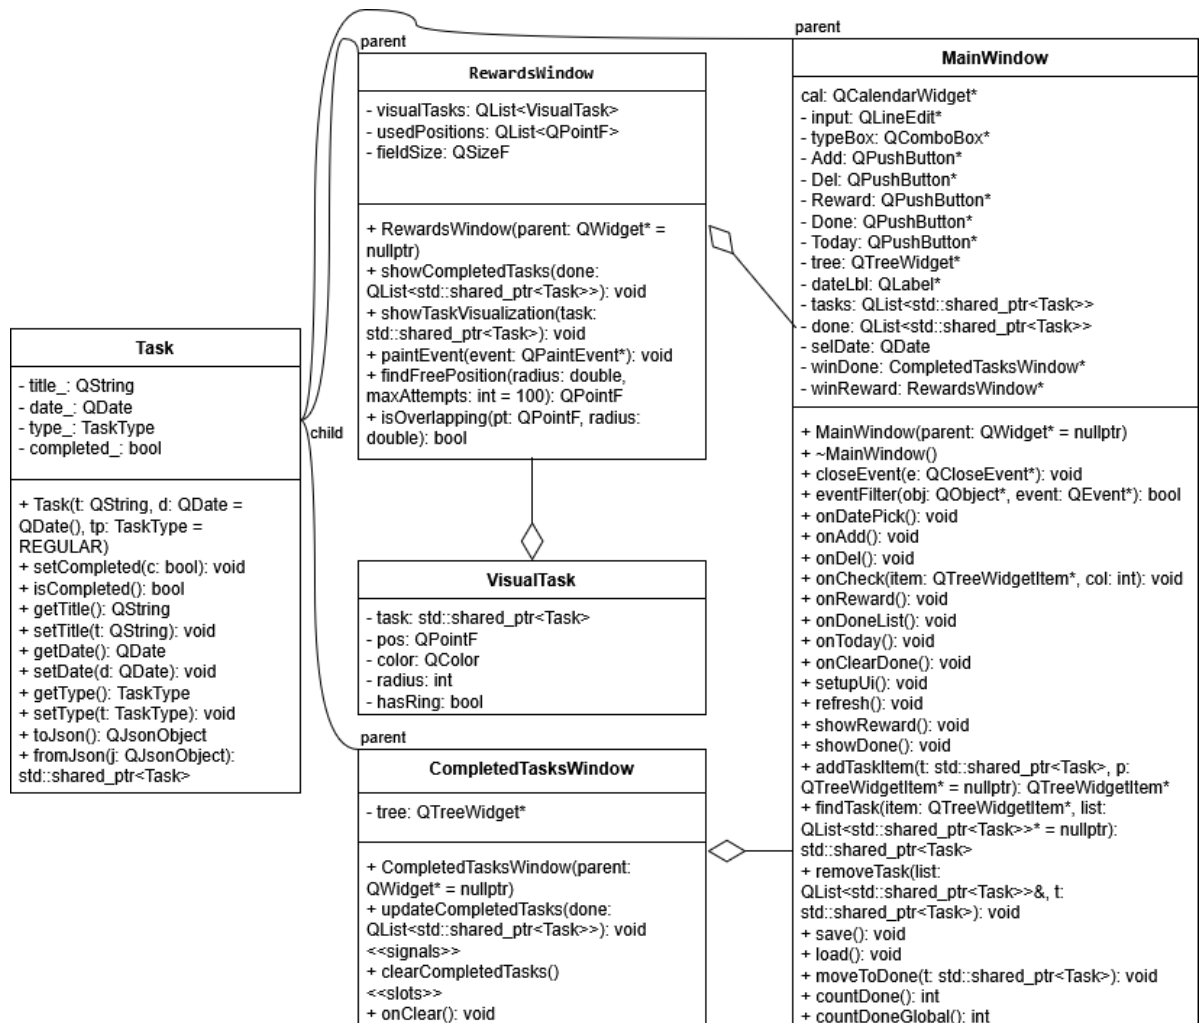 parent
RewardsWindow
- visualTasks: QList<VisualTask>
- usedPositions: QList<QPointF>
- fieldSize: QSizeF
+ RewardsWindow(parent: QWidget* =
nullptr)
+ showCompletedTasks(done:
QList<std::shared_ptr<Task>>): void
+ showTaskVisualization(task:
std::shared_ptr<Task>): void
+ paintEvent(event: QPaintEvent*): void
+ findFreePosition(radius: double,
maxAttempts: int = 100): QPointF
+ isOverlapping(pt: QPointF, radius:
double): bool
parent
MainWindow
cal: QCalendarWidget*
- input: QLineEdit*
- typeBox: QComboBox*
- Add: QPushButton*
- Del: QPushButton*
- Reward: QPushButton*
- Done: QPushButton*
- Today: QPushButton*
- tree: QTreeWidget*
- dateLbl: QLabel*
- tasks: QList<std::shared_ptr<Task>>
- done: QList<std::shared_ptr<Task>>
- selDate: QDate
- winDone: CompletedTasksWindow*
- winReward: RewardsWindow*
+ MainWindow(parent: QWidget* = nullptr)
+ ~MainWindow()
+ closeEvent(e: QCloseEvent*): void
+ eventFilter(obj: QObject*, event: QEvent*): bool
+ onDatePick(): void
+ onAdd(): void
+ onDel(): void
+ onCheck(item: QTreeWidgetItem*, col: int): void
+ onReward(): void
+ onDoneList(): void
+ onToday(): void
+ onClearDone(): void
+ setupUi(): void
+ refresh(): void
+ showReward(): void
+ showDone(): void
+ addTaskItem(t: std::shared_ptr<Task>, p:
QTreeWidgetItem* = nullptr): QTreeWidgetItem*
+ findTask(item: QTreeWidgetItem*, list:
QList<std::shared_ptr<Task>>* = nullptr):
std::shared_ptr<Task>
+ removeTask(list:
QList<std::shared_ptr<Task>>&, t:
std::shared_ptr<Task>): void
+ save(): void
+ load(): void
+ moveToDone(t: std::shared_ptr<Task>): void
+ countDone(): int
+ countDoneGlobal(): int
Task
- title_: QString
- date_: QDate
- type_: TaskType
- completed_: bool
+ Task(t: QString, d: QDate =
QDate(), tp: TaskType =
REGULAR)
+ setCompleted(c: bool): void
+ isCompleted(): bool
+ getTitle(): QString
+ setTitle(t: QString): void
+ getDate(): QDate
+ setDate(d: QDate): void
+ getType(): TaskType
+ setType(t: TaskType): void
+ toJson(): QJsonObject
+ fromJson(j: QJsonObject):
std::shared_ptr<Task>
child
VisualTask
- task: std::shared_ptr<Task>
- pos: QPointF
- color: QColor
- radius: int
- hasRing: bool
parent
CompletedTasksWindow
- tree: QTreeWidget*
+ CompletedTasksWindow(parent:
QWidget* = nullptr)
+ updateCompletedTasks(done:
QList<std::shared_ptr<Task>>): void
<<signals>>
+ clearCompletedTasks()
<<slots>>
+ onClear(): void